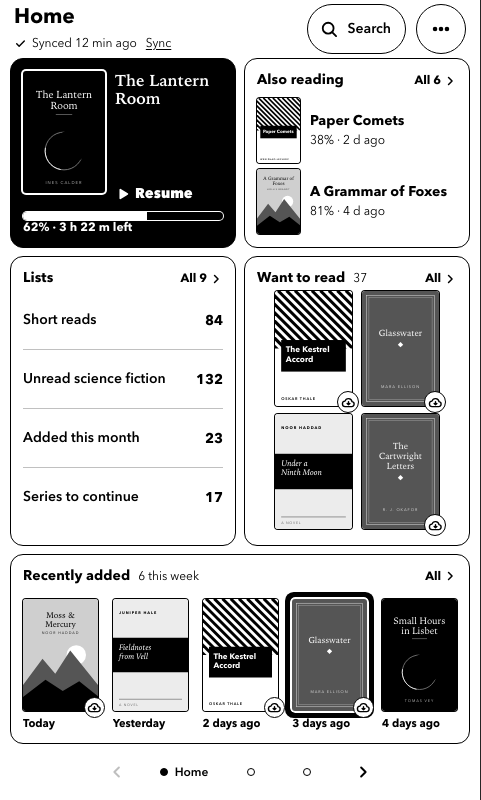 Home
Synced 12 min ago Sync
Search
The Lantern
Room
INES CALDER
The Lantern
Room
Resume
62% · 3 h 22 m left
Also reading
All 6
Paper Comets
Paper Comets
38% · 2 d ago
A Grammar of
Foxes
A Grammar of Foxes
81% · 4 d ago
Lists
All 9
Short reads 84
Unread science fiction 132
Added this month 23
Series to continue 17
Want to read 37
All
The Kestrel
Accord
OSKAR THALE
Glasswater
MARA ELLISON
NOOR HADDAD
Under a
Ninth Moon
A NOVEL
The
Cartwright
Letters
R. J. OKAFOR
Recently added 6 this week
All
Moss &
Mercury
NOOR HADDAD
Today
JUNIPER HALE
Fieldnotes
from Vell
A NOVEL
Yesterday
The Kestrel
Accord
OSKAR THALE
2 days ago
Glasswater
MARA ELLISON
3 days ago
Small Hours
in Lisbet
TOMAS VEY
4 days ago
Home